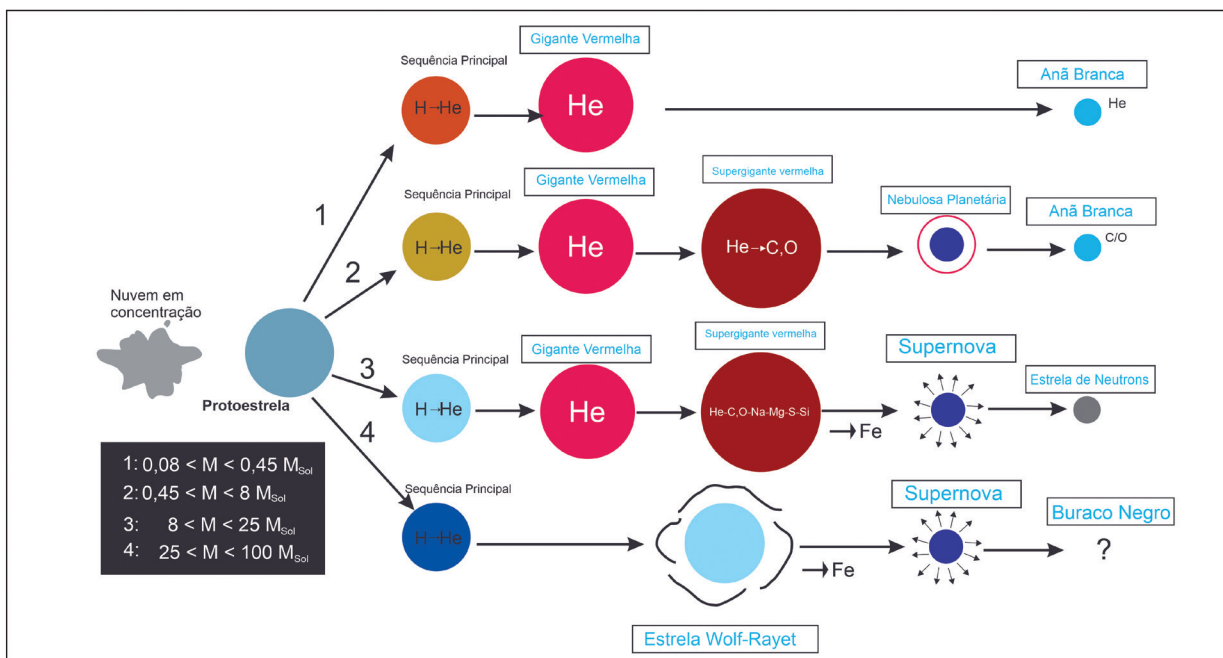 Gigante Vermelha
Sequência Principal
H→He
He
Anã Branca
He
1
Gigante Vermelha
Supergigante vermelha
Sequência Principal
H→He
He
He→C,O
Nebulosa Planetária
Anã Branca
C/O
2
Nuvem em
concentração
Protoestrela
3
Sequência Principal
H→He
Gigante Vermelha
He
Supergigante vermelha
He-C,O-Na-Mg-S-Si
→Fe
Supernova
Estrela de Neutrons
4
Sequência Principal
H→He
→Fe
Estrela Wolf-Rayet
Supernova
Buraco Negro
?
1: 0,08 < M < 0,45 MSol
2: 0,45 < M < 8 MSol
3: 8 < M < 25 MSol
4: 25 < M < 100 MSol